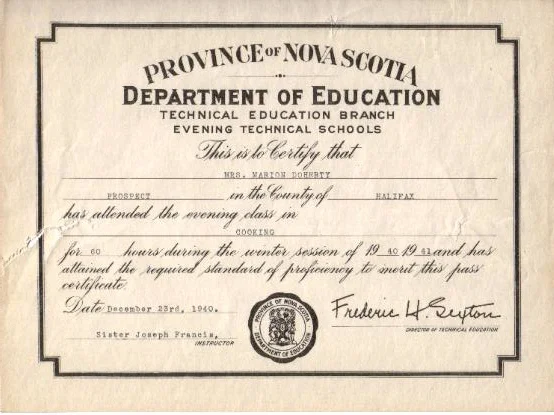 PROVINCE OF NOVA SCOTIA
DEPARTMENT OF EDUCATION
TECHNICAL EDUCATION BRANCH
EVENING TECHNICAL SCHOOLS
This is to Certify that
MRS. MARION DOHERTY
PROSPECT in the County of HALIFAX
has attended the evening class in
COOKING
for 60 hours during the winter session of 19 40 19 41 and has
attained the required standard of proficiency to merit this pass
certificate.
Date December 23rd, 1940.
Frederic H. Sexton
DIRECTOR OF TECHNICAL EDUCATION
Sister Joseph Francis,
INSTRUCTOR
PROVINCE OF NOVA SCOTIA
DEPARTMENT OF EDUCATION